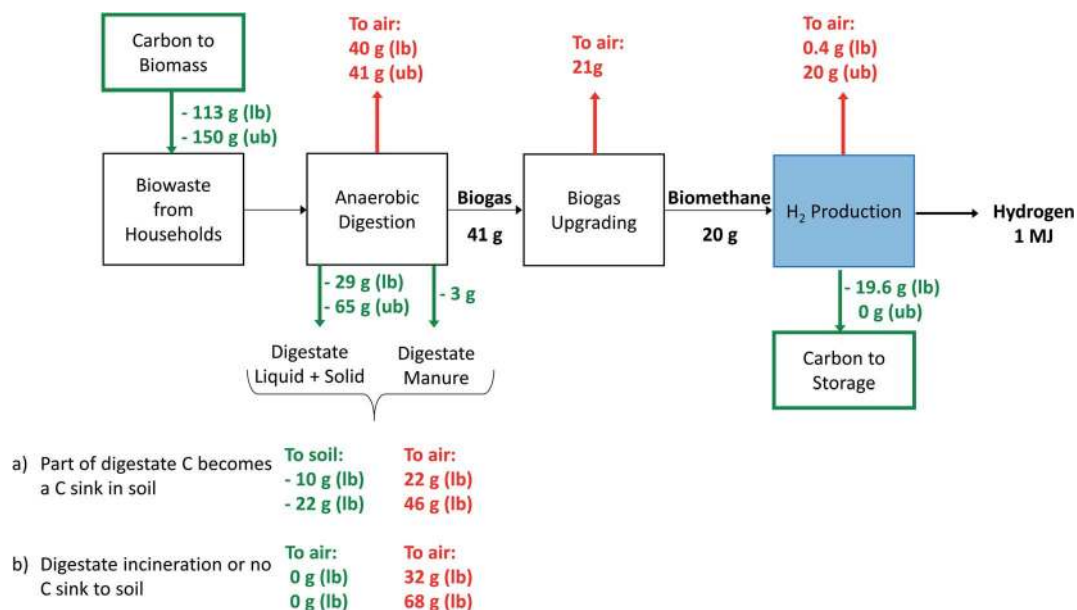 Carbon to
Biomass
- 113 g (lb)
- 150 g (ub)
To air:
40 g (lb)
41 g (ub)
To air:
21g
To air:
0.4 g (lb)
20 g (ub)
Biowaste
from
Households
Anaerobic
Digestion
Biogas
41 g
Biogas
Upgrading
Biomethane
20 g
H₂ Production
Hydrogen
1 MJ
- 29 g (lb)
- 65 g (ub)
- 3 g
- 19.6 g (lb)
0 g (ub)
Digestate
Liquid + Solid
Digestate
Manure
Carbon to
Storage
a) Part of digestate C becomes
a C sink in soil
To soil:
- 10 g (lb)
- 22 g (lb)
To air:
22 g (lb)
46 g (lb)
b) Digestate incineration or no
C sink to soil
To air:
0 g (lb)
0 g (lb)
To air:
32 g (lb)
68 g (lb)